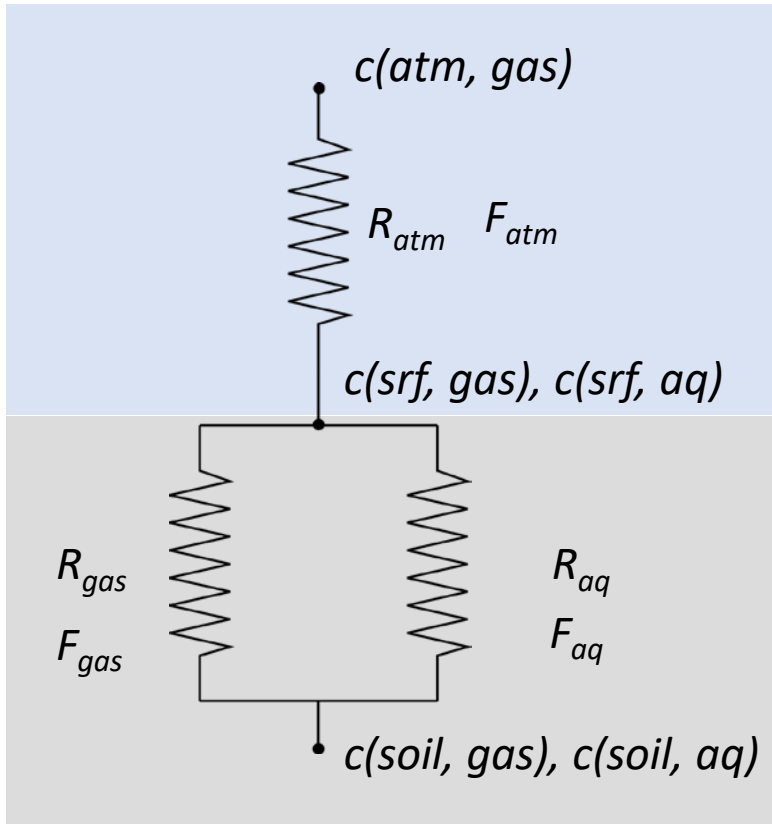 c(atm, gas)
R_atm F_atm
c(srf, gas), c(srf, aq)
R_gas R_aq
F_gas F_aq
c(soil, gas), c(soil, aq)